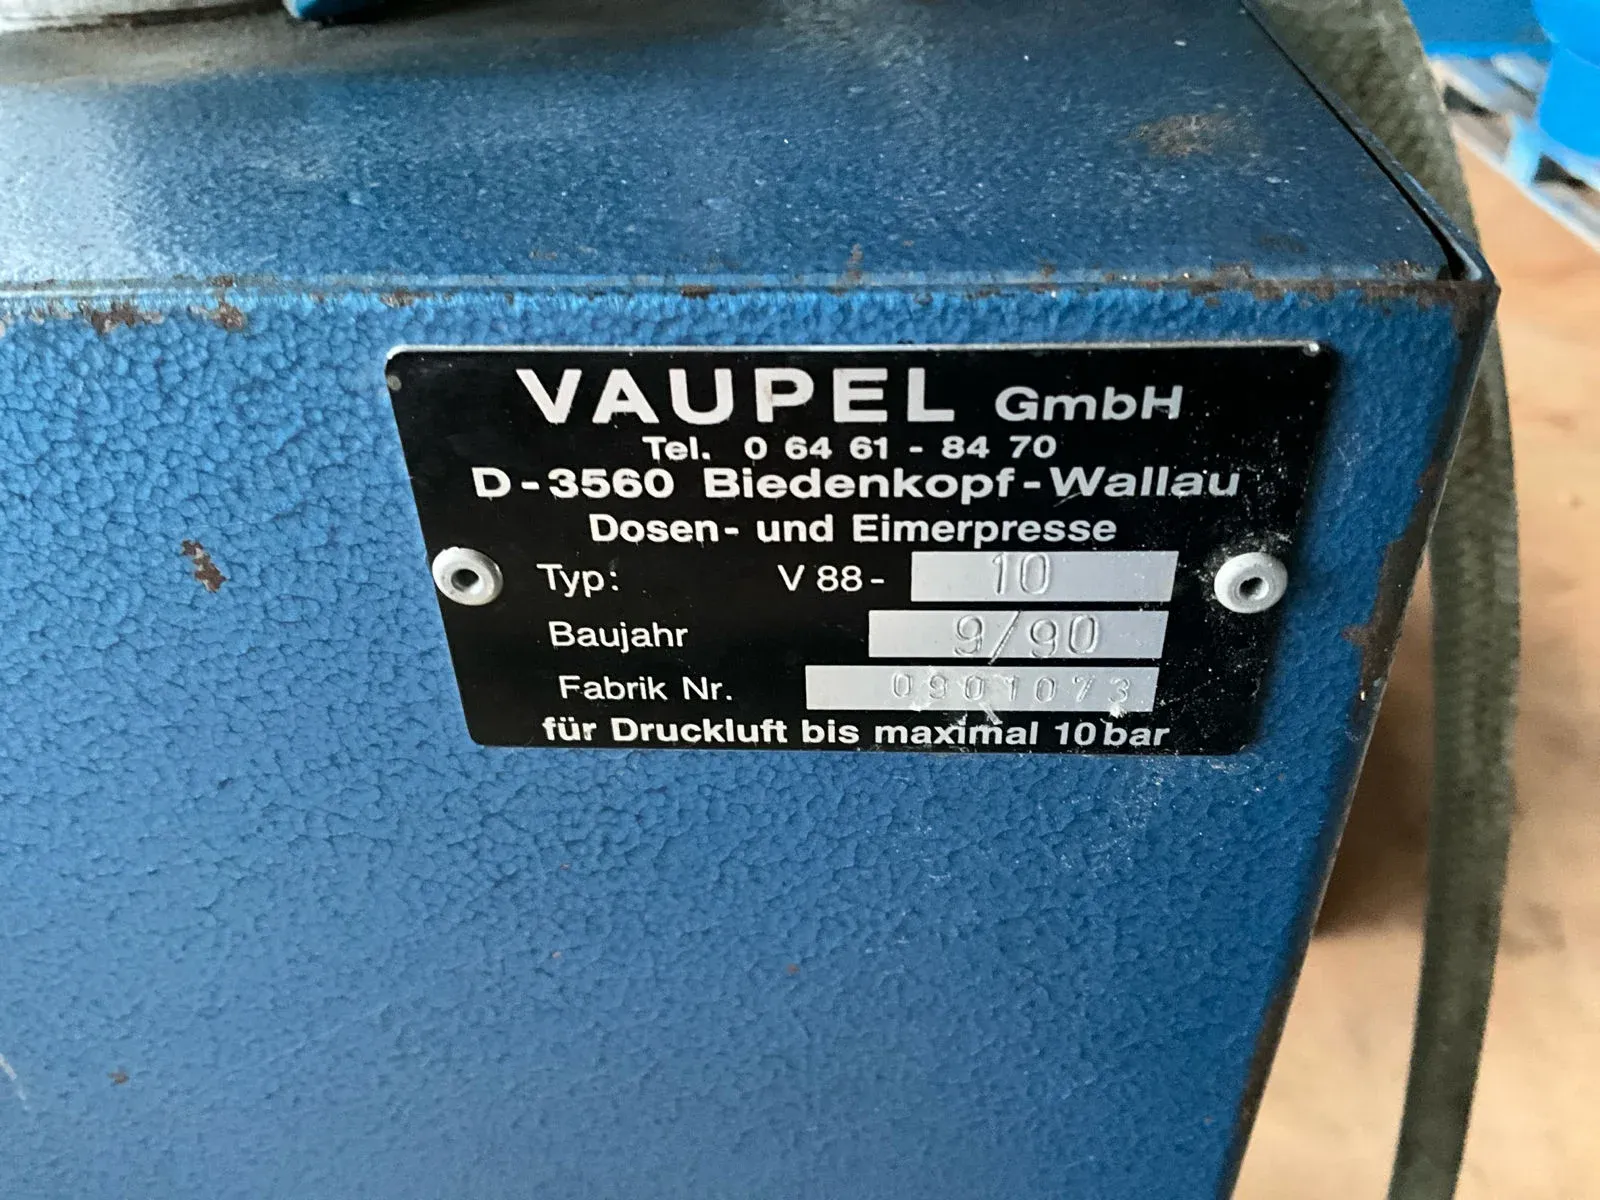 VAUPEL GmbH
Tel. 0 64 61 - 84 70
D-3560 Biedenkopf-Wallau
Dosen- und Eimerpresse
Typ: V 88- 10
Baujahr 9/90
Fabrik Nr. 0901073
für Druckluft bis maximal 10 bar